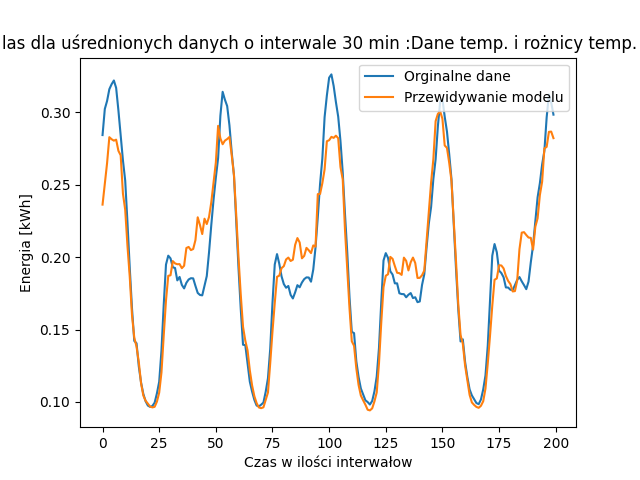 las dla uśrednionych danych o interwale 30 min :Dane temp. i rożnicy temp.
Orginalne dane
Przewidywanie modelu
Energia [kWh]
0.30
0.25
0.20
0.15
0.10
0 25 50 75 100 125 150 175 200
Czas w ilości interwałow